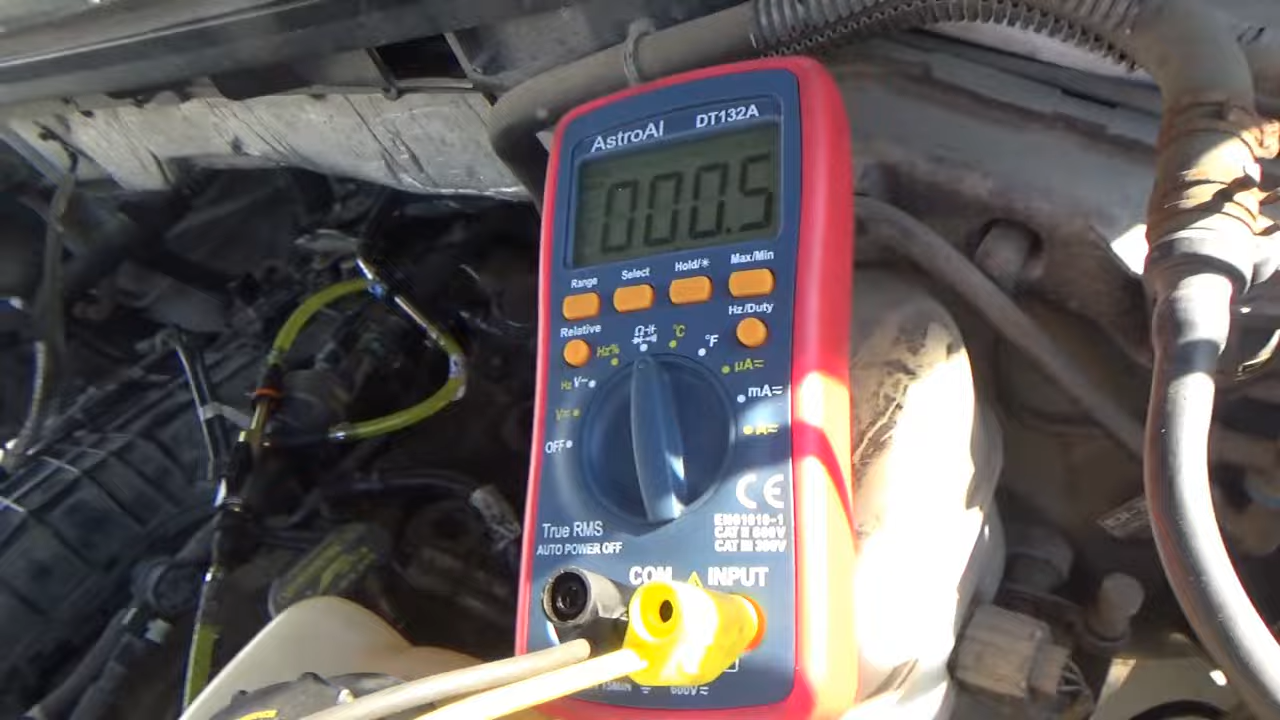 AstroAI DT132A
000.5
Range Select Hold/☀ Max/Min
Relative Hz/Duty
Hz% °C °F
Hz V~ µA
V mA
OFF A
CE
True RMS
AUTO POWER OFF
EN61010-1
CAT II 600V
CAT III 300V
COM INPUT
15MIN 600V